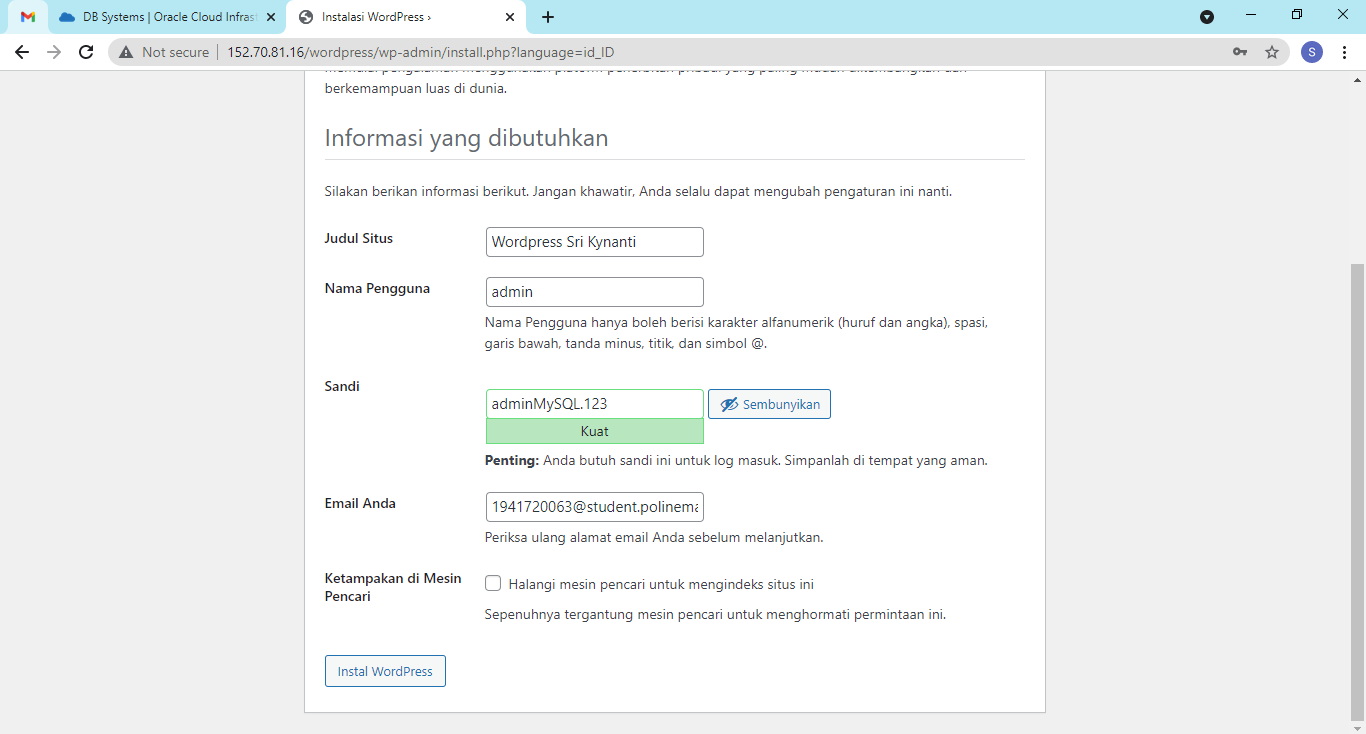 DB Systems | Oracle Cloud Infrast
Instalasi WordPress ›
Not secure
152.70.81.16/wordpress/wp-admin/install.php?language=id_ID
S
berkemampuan luas di dunia.
Informasi yang dibutuhkan
Silakan berikan informasi berikut. Jangan khawatir, Anda selalu dapat mengubah pengaturan ini nanti.
Judul Situs
Wordpress Sri Kynanti
Nama Pengguna
admin
Nama Pengguna hanya boleh berisi karakter alfanumerik (huruf dan angka), spasi,
garis bawah, tanda minus, titik, dan simbol @.
Sandi
adminMySQL.123
Sembunyikan
Kuat
Penting: Anda butuh sandi ini untuk log masuk. Simpanlah di tempat yang aman.
Email Anda
1941720063@student.polinema
Periksa ulang alamat email Anda sebelum melanjutkan.
Ketampakan di Mesin
Pencari
Halangi mesin pencari untuk mengindeks situs ini
Sepenuhnya tergantung mesin pencari untuk menghormati permintaan ini.
Instal WordPress